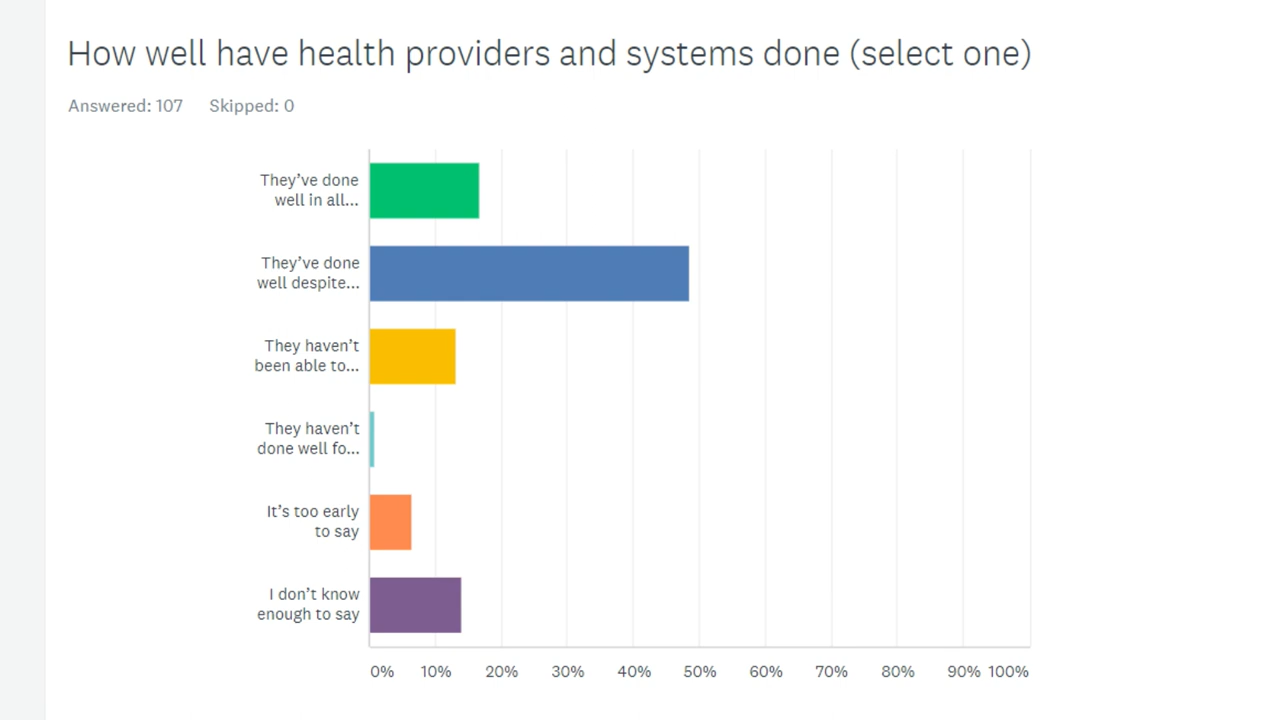 How well have health providers and systems done (select one)
Answered: 107 Skipped: 0
They’ve done
well in all...
They’ve done
well despite...
They haven’t
been able to...
They haven’t
done well fo...
It’s too early
to say
I don’t know
enough to say
0% 10% 20% 30% 40% 50% 60% 70% 80% 90% 100%